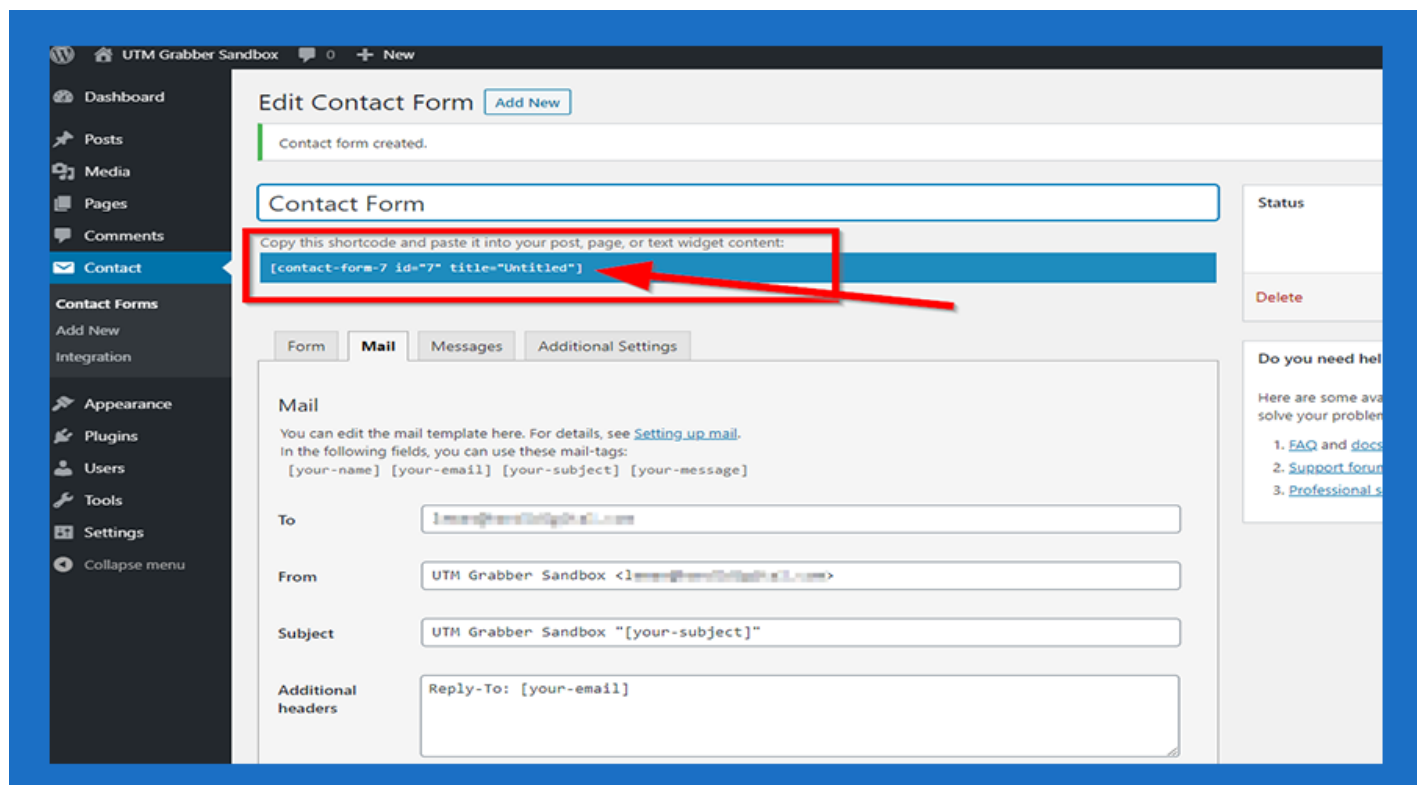 UTM Grabber Sandbox 0 New
Dashboard
Posts
Media
Pages
Comments
Contact
Contact Forms
Add New
Integration
Appearance
Plugins
Users
Tools
Settings
Collapse menu
Edit Contact Form Add New
Contact form created.
Contact Form
Copy this shortcode and paste it into your post, page, or text widget content:
[contact-form-7 id="7" title="Untitled"]
Form Mail Messages Additional Settings
Mail
You can edit the mail template here. For details, see Setting up mail.
In the following fields, you can use these mail-tags:
[your-name] [your-email] [your-subject] [your-message]
To
From UTM Grabber Sandbox
Subject UTM Grabber Sandbox "[your-subject]"
Additional Reply-To: [your-email]
headers
Status
Delete
Do you need hel
Here are some ava
solve your problem
1. FAQ and docs
2. Support forum
3. Professional s